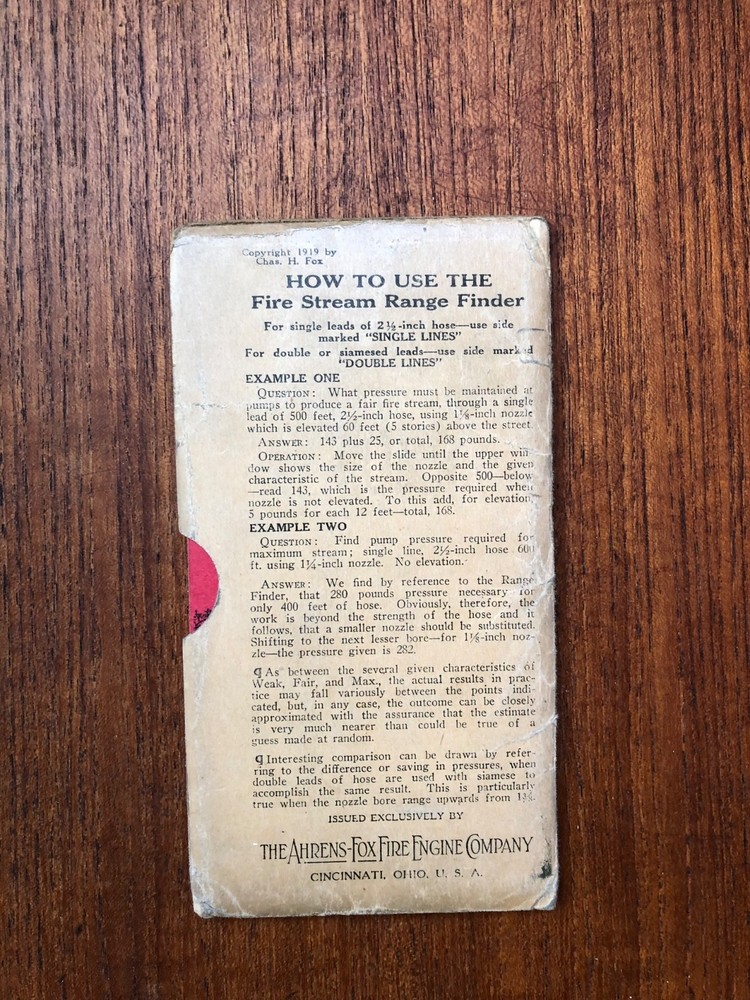 Copyright 1919 by
Chas. H. Fox
HOW TO USE THE
Fire Stream Range Finder
For single leads of 2½-inch hose—use side
marked "SINGLE LINES"
For double or siamesed leads—use side marked
"DOUBLE LINES"
EXAMPLE ONE
QUESTION: What pressure must be maintained at
pumps to produce a fair fire stream, through a single
lead of 500 feet, 2½-inch hose, using 1⅛-inch nozzle
which is elevated 60 feet (5 stories) above the street.
ANSWER: 143 plus 25, or total, 168 pounds.
OPERATION: Move the slide until the upper win-
dow shows the size of the nozzle and the given
characteristic of the stream. Opposite 500—below
—read 143, which is the pressure required when
nozzle is not elevated. To this add, for elevation,
5 pounds for each 12 feet—total, 168.
EXAMPLE TWO
QUESTION: Find pump pressure required for
maximum stream; single line, 2½-inch hose 600
ft. using 1¼-inch nozzle. No elevation.
ANSWER: We find by reference to the Range
Finder, that 280 pounds pressure necessary for
only 400 feet of hose. Obviously, therefore, the
work is beyond the strength of the hose and it
follows, that a smaller nozzle should be substituted.
Shifting to the next lesser bore—for 1⅛-inch noz-
zle—the pressure given is 282.
¶ As between the several given characteristics of
Weak, Fair, and Max., the actual results in prac-
tice may fall variously between the points indi-
cated, but, in any case, the outcome can be closely
approximated with the assurance that the estimate
is very much nearer than could be true of a
guess made at random.
¶ Interesting comparison can be drawn by refer-
ring to the difference or saving in pressures, when
double leads of hose are used with siamese to
accomplish the same result. This is particularly
true when the nozzle bore range upwards from
ISSUED EXCLUSIVELY BY
THE AHRENS-FOX FIRE ENGINE COMPANY
CINCINNATI, OHIO, U. S. A.